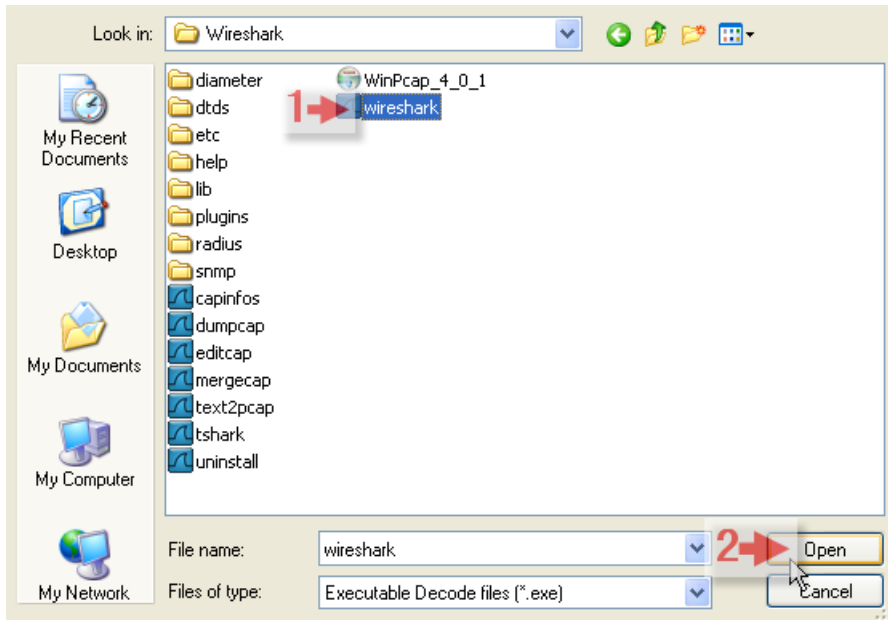 Look in:
Wireshark
My Recent
Documents
Desktop
My Documents
My Computer
My Network
diameter
dtds
etc
help
lib
plugins
radius
snmp
capinfos
dumpcap
editcap
mergecap
text2pcap
tshark
uninstall
WinPcap_4_0_1
1
wireshark
File name:
wireshark
2
Open
Files of type:
Executable Decode files (*.exe)
Cancel